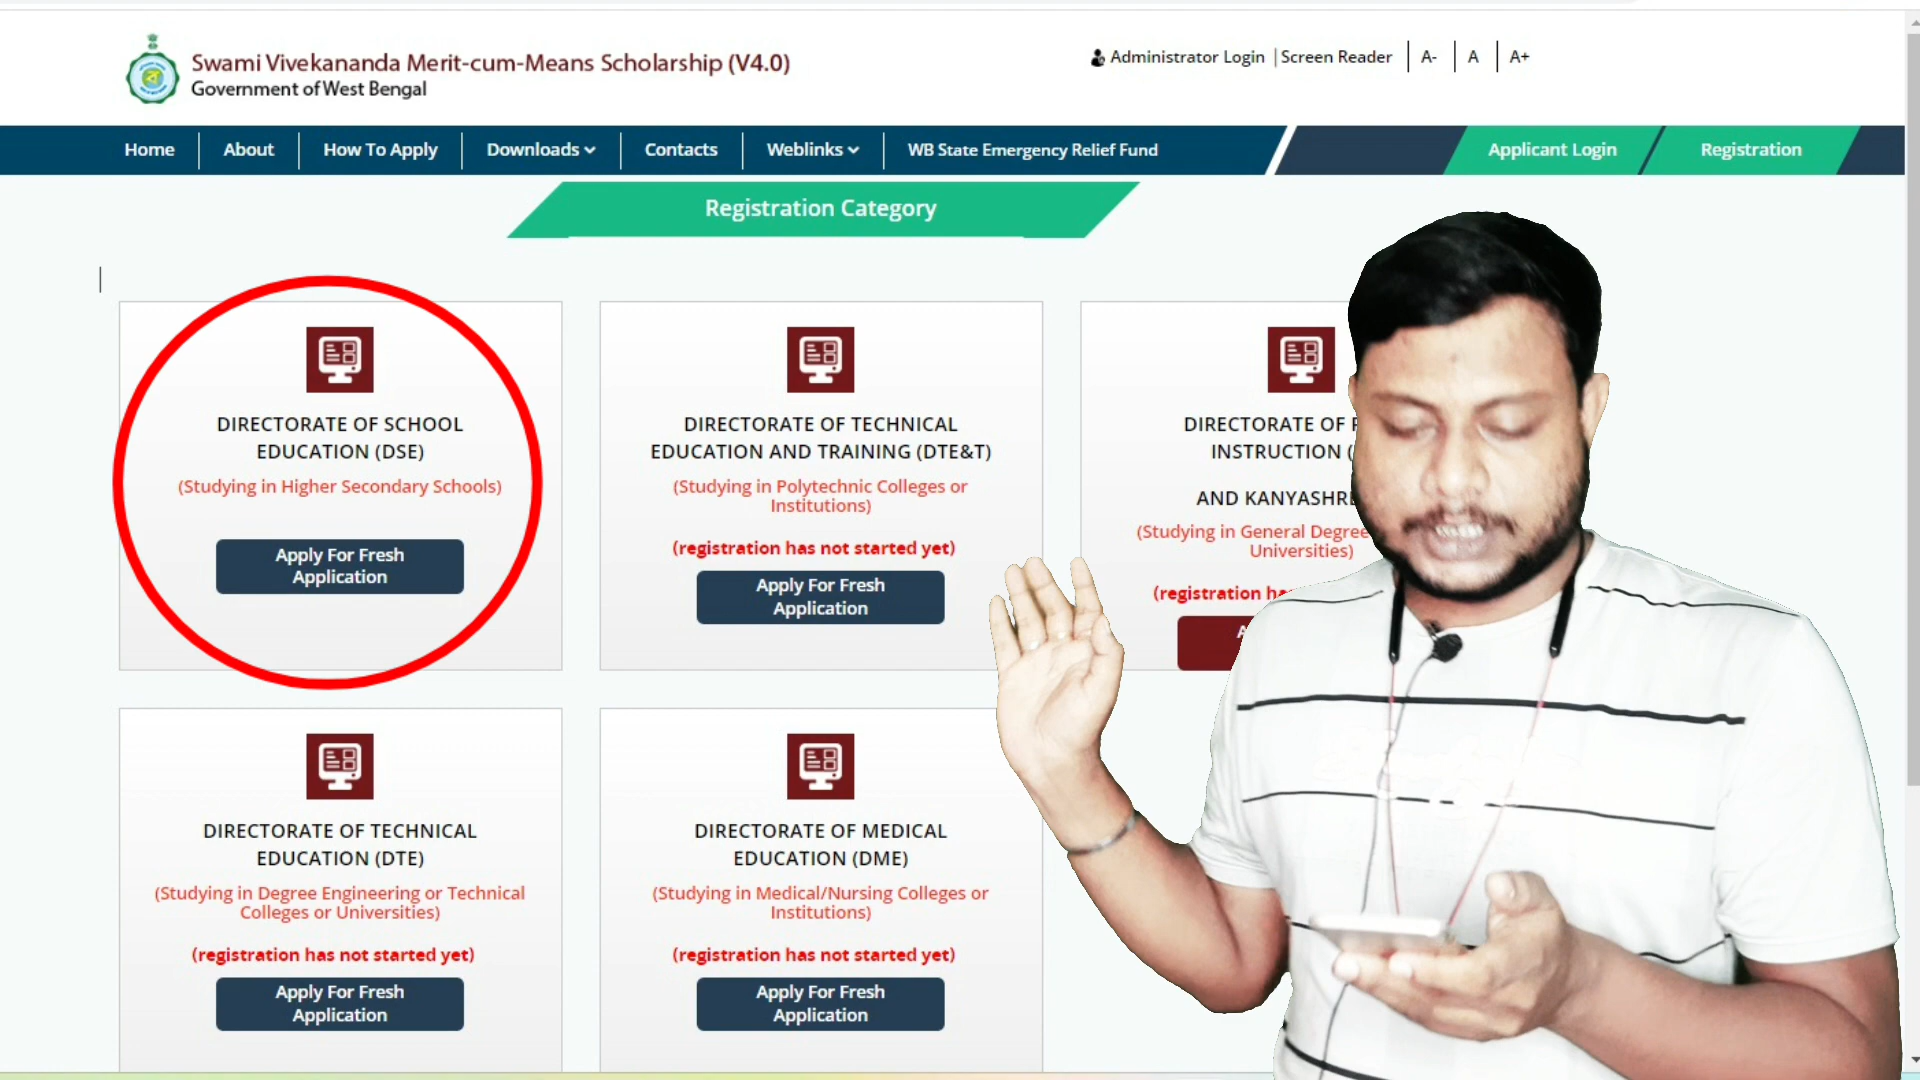 Swami Vivekananda Merit-cum-Means Scholarship (V4.0)
Government of West Bengal
Administrator Login | Screen Reader | A- | A | A+
Home
About
How To Apply
Downloads
Contacts
Weblinks
WB State Emergency Relief Fund
Applicant Login
Registration
Registration Category
DIRECTORATE OF SCHOOL
EDUCATION (DSE)
(Studying in Higher Secondary Schools)
Apply For Fresh
Application
DIRECTORATE OF TECHNICAL
EDUCATION AND TRAINING (DTE&T)
(Studying in Polytechnic Colleges or
Institutions)
(registration has not started yet)
Apply For Fresh
Application
DIRECTORATE OF
INSTRUCTION (
AND
(Studying in General Degree
Universities)
(registration
DIRECTORATE OF TECHNICAL
EDUCATION (DTE)
(Studying in Degree Engineering or Technical
Colleges or Universities)
(registration has not started yet)
Apply For Fresh
Application
DIRECTORATE OF MEDICAL
EDUCATION (DME)
(Studying in Medical/Nursing Colleges or
Institutions)
(registration has not started yet)
Apply For Fresh
Application